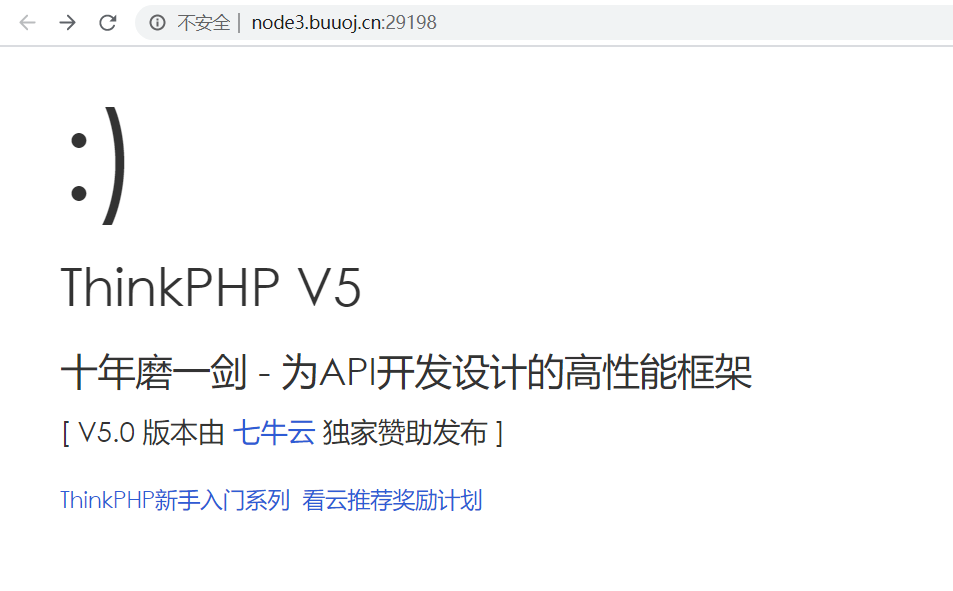 不安全 | node3.buuoj.cn:29198
:)
ThinkPHP V5
十年磨一剑 - 为API开发设计的高性能框架
[ V5.0 版本由 七牛云 独家赞助发布 ]
ThinkPHP新手入门系列 看云推荐奖励计划